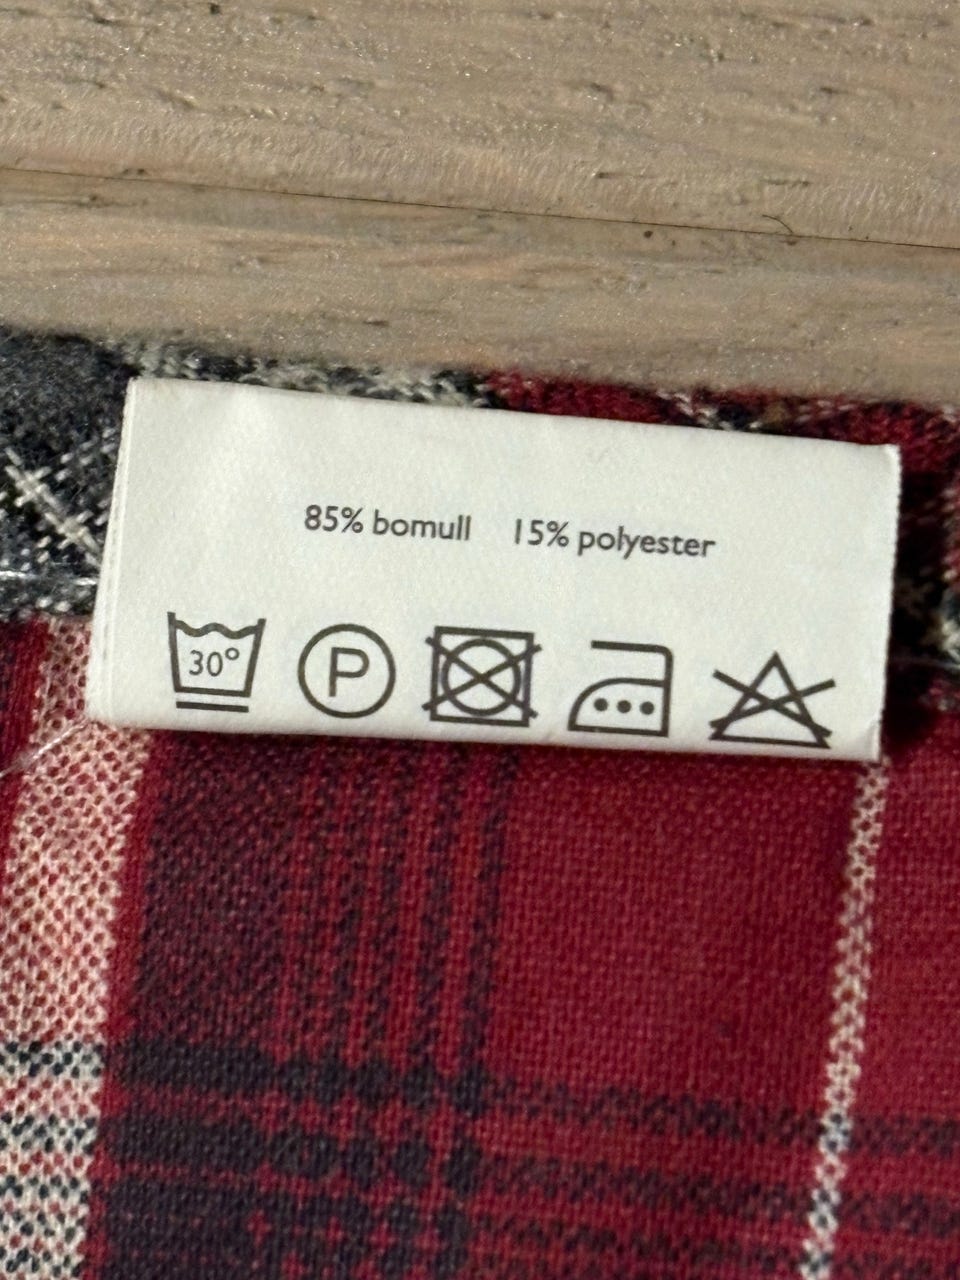 85% bomull 15% polyester
30° P